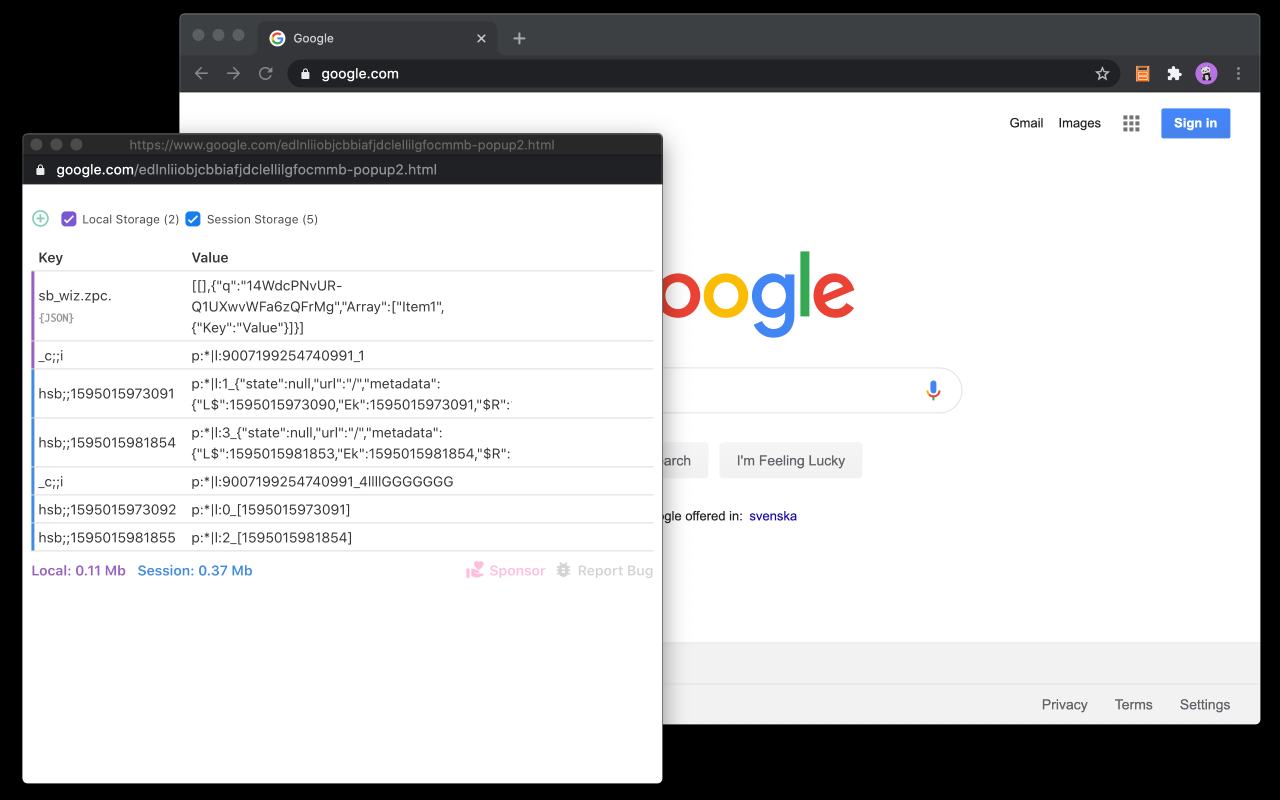 Google
google.com
Gmail Images
Sign in
https://www.google.com/edlnliiobjcbbiafjdclellilgfocmmb-popup2.html
google.com/edlnliiobjcbbiafjdclellilgfocmmb-popup2.html
Local Storage (2) Session Storage (5)
Key Value
sb_wiz.zpc.
{JSON}
[[],{"q":"14WdcPNvUR-
Q1UXwvWFa6zQFrMg","Array":["Item1",
{"Key":"Value"}]}]
_c;;i p:*|l:9007199254740991_1
hsb;;1595015973091
p:*|l:1_{"state":null,"url":"/","metadata":
{"L$":1595015973090,"Ek":1595015973091,"$R":
hsb;;1595015981854
p:*|l:3_{"state":null,"url":"/","metadata":
{"L$":1595015981853,"Ek":1595015981854,"$R":
_c;;i p:*|l:9007199254740991_4llllGGGGGGG
hsb;;1595015973092 p:*|l:0_[1595015973091]
hsb;;1595015981855 p:*|l:2_[1595015981854]
Local: 0.11 Mb Session: 0.37 Mb Sponsor Report Bug
oogle
arch I'm Feeling Lucky
gle offered in: svenska
Privacy Terms Settings